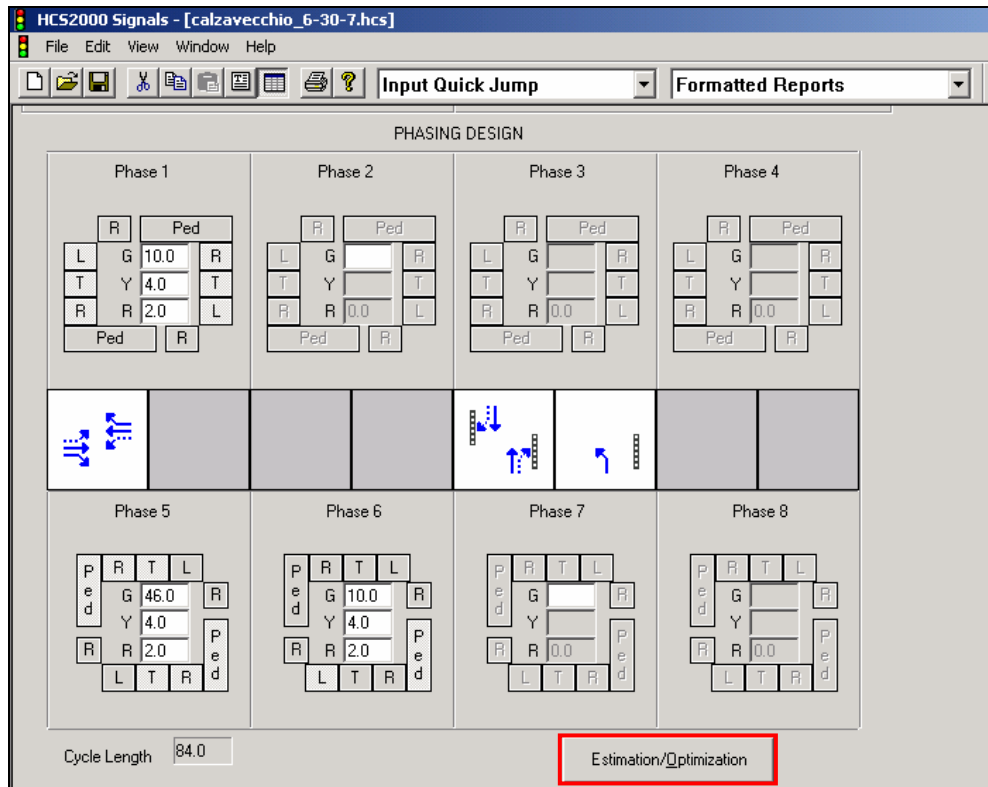 HCS2000 Signals - [calzavecchio_6-30-7.hcs]
File Edit View Window Help
Input Quick Jump Formatted Reports
PHASING DESIGN
Phase 1 Phase 2 Phase 3 Phase 4
R Ped R Ped R Ped R Ped
L G 10.0 R L G R L G R L G R
T Y 4.0 T T Y T T Y T T Y T
R R 2.0 L R R 0.0 L R R 0.0 L R R 0.0 L
Ped R Ped R Ped R Ped R
Phase 5 Phase 6 Phase 7 Phase 8
Ped R T L Ped R T L Ped R T L Ped R T L
G 46.0 R G 10.0 R G R G R
Y 4.0 Y 4.0 Y Y
R R 2.0 Ped R R 2.0 Ped R R 0.0 Ped R R 0.0 Ped
L T R L T R L T R L T R
Cycle Length 84.0 Estimation/Optimization